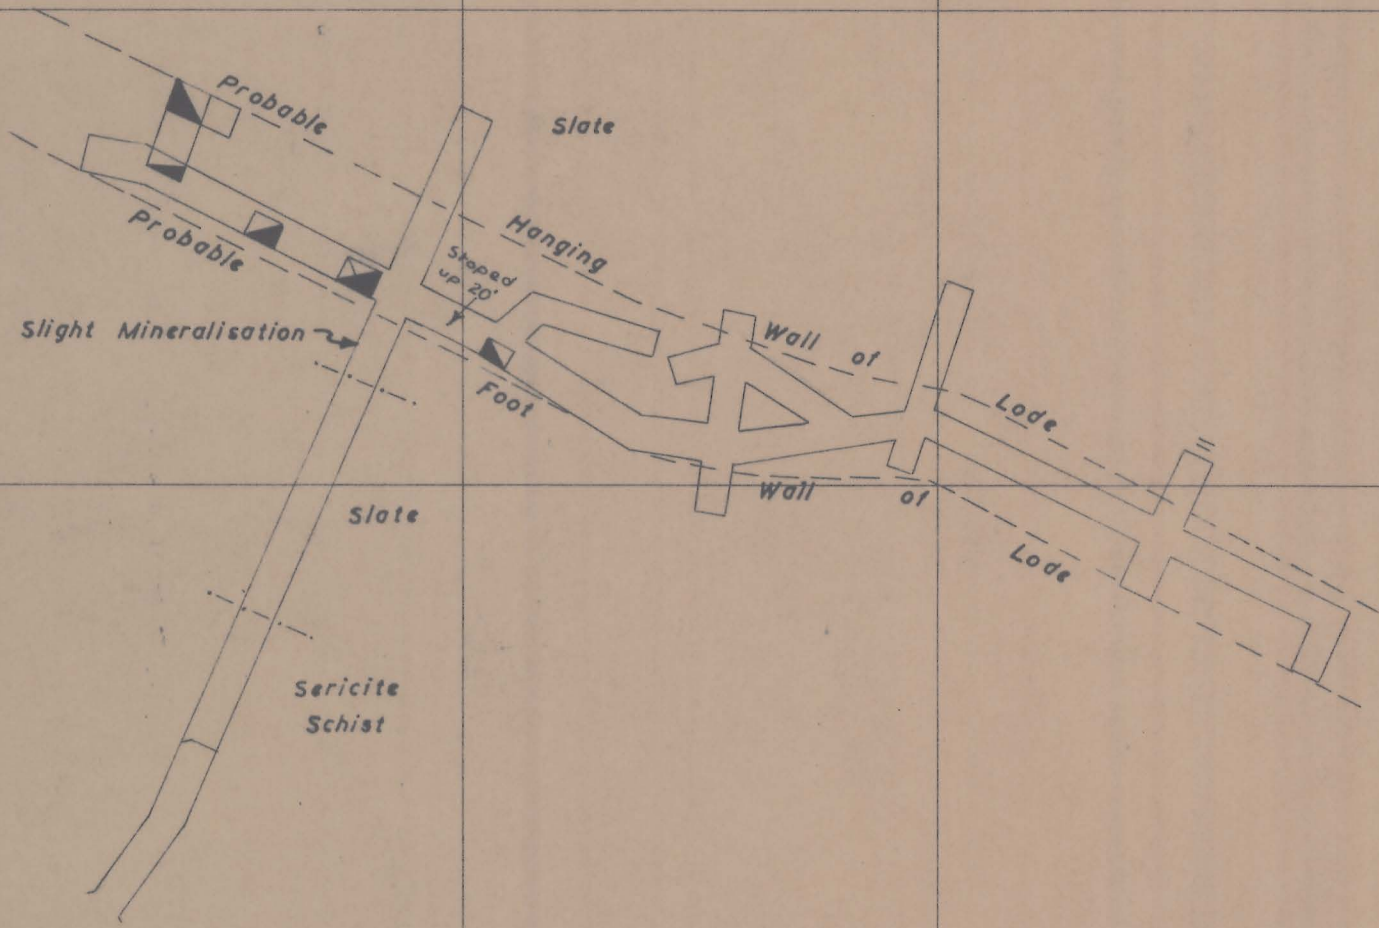 Probable
Slate
Probable
Hanging
Stoped
up 20'
Slight Mineralisation
Wall of
Foot
Lode
Wall of
Slate
Lode
Sericite
Schist